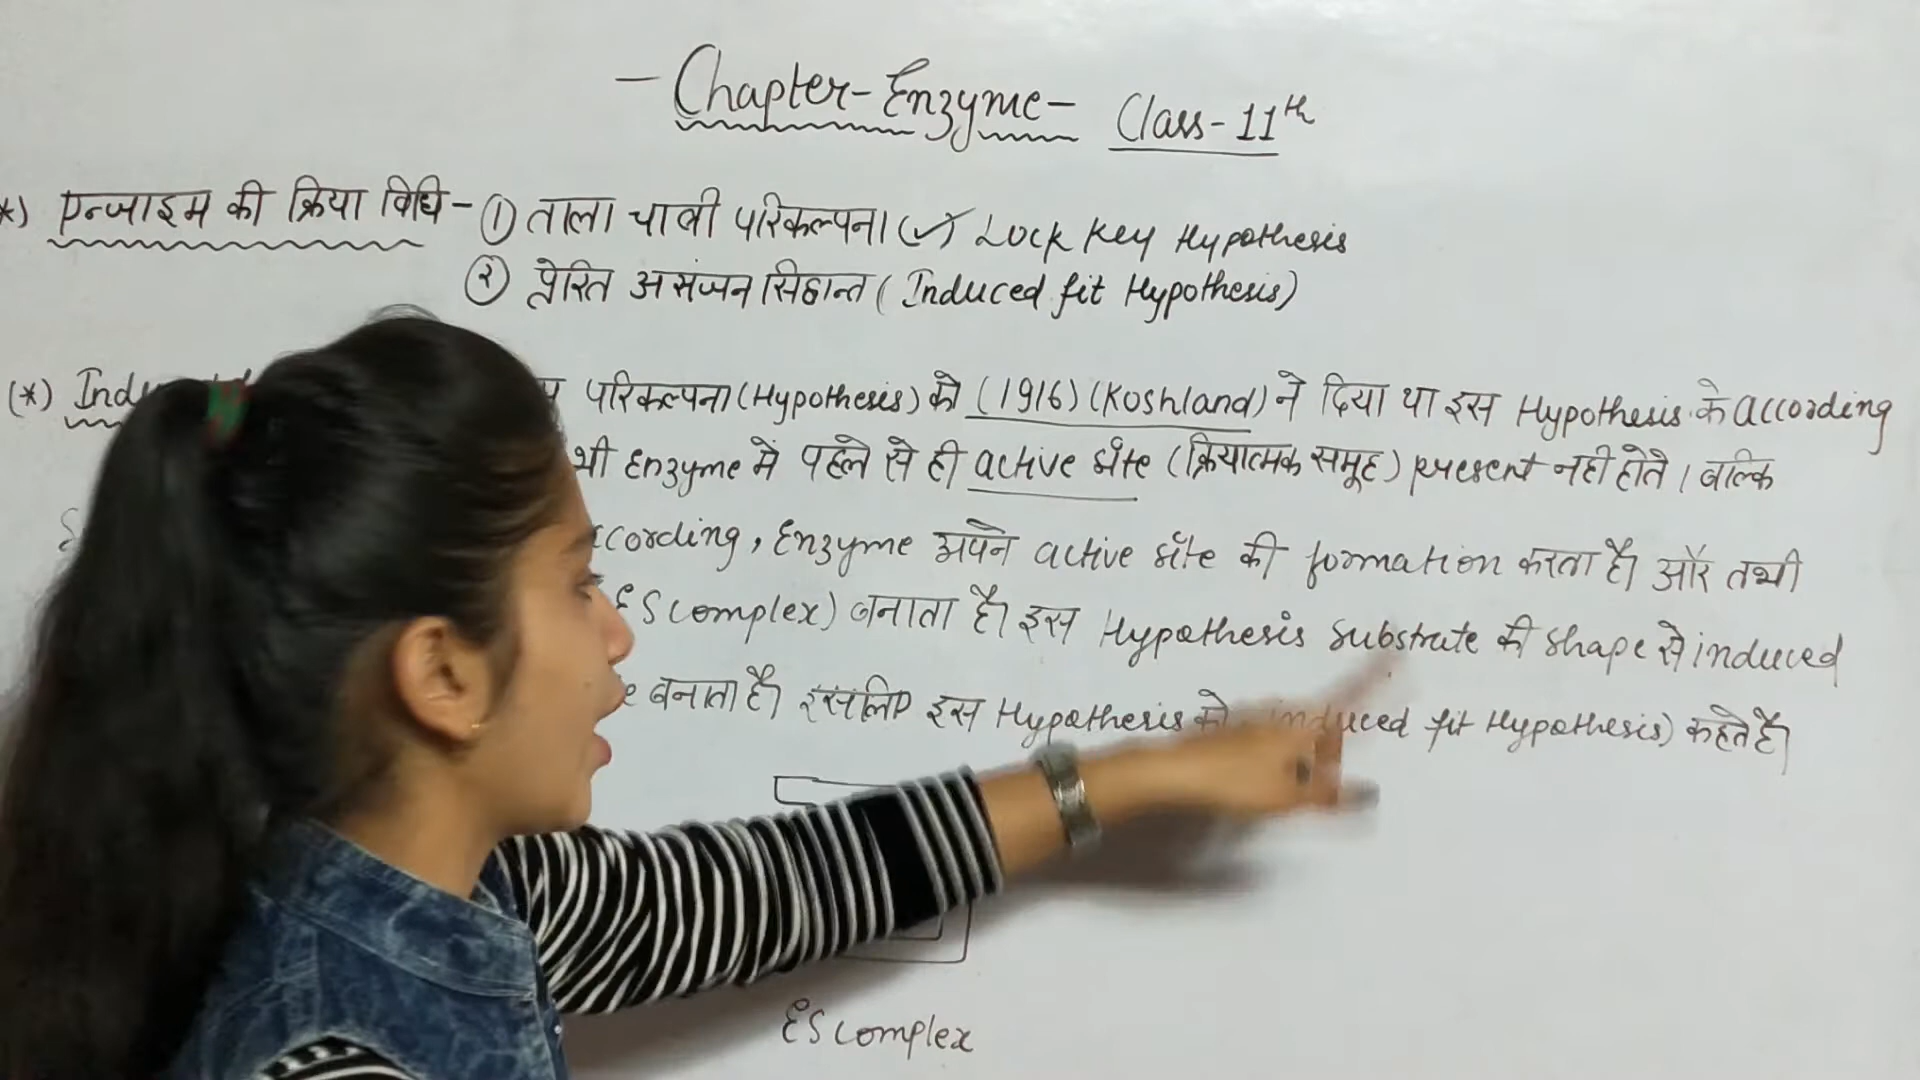 - Chapter-Enzyme- Class-11th
*) एन्जाइम की क्रिया विधि- ① ताला चाबी परिकल्पना (✓) Lock Key Hypothesis
② प्रेरित असंजन सिद्धान्त ( Induced fit Hypothesis)
(*) परिकल्पना (Hypothesis) को (1916) (Koshland) ने दिया था इस Hypothesis के according
भी Enzyme में पहले से ही active site (क्रियात्मक समूह) present नहीं होते। बल्कि
ccording, Enzyme अपने active site की formation करता है। और तभी
ES complex) बनाता है। इस Hypothesis substrate की shape से induced
बनाता है। इसलिए इस Hypothesis को induced fit Hypothesis) कहते है।
ES complex